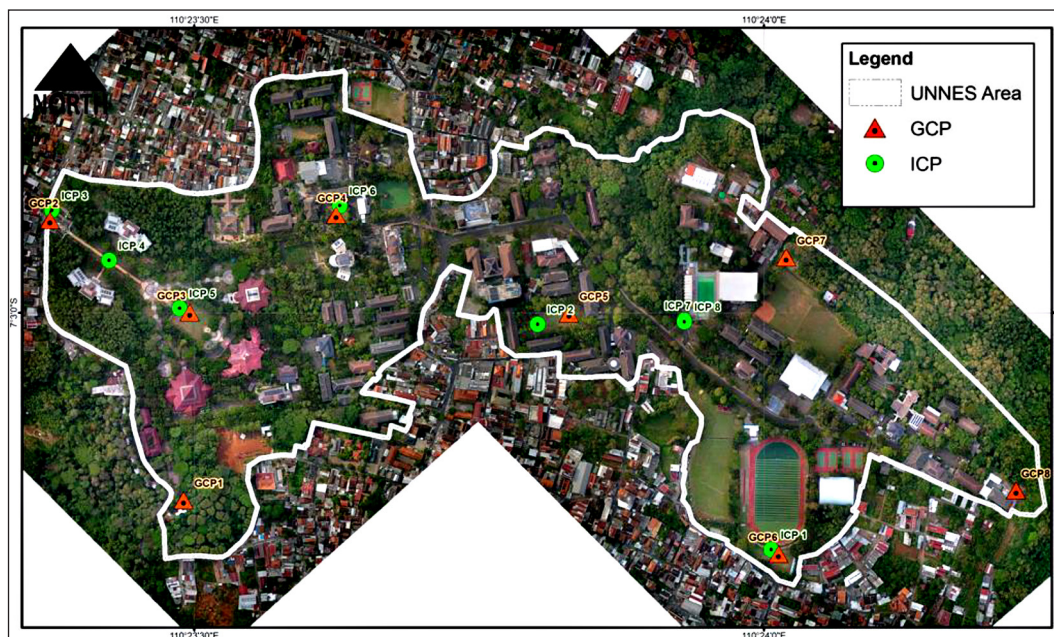 110°23'30"E
110°24'0"E
NORTH
Legend
UNNES Area
GCP
ICP
ICP 3
GCP2
GCP4
ICP 6
ICP 4
GCP7
GCP3
ICP 5
GCP5
ICP 2
ICP 7
ICP 8
7°3'0"S
GCP1
GCP8
GCP6
ICP 1
110°23'30"E
110°24'0"E